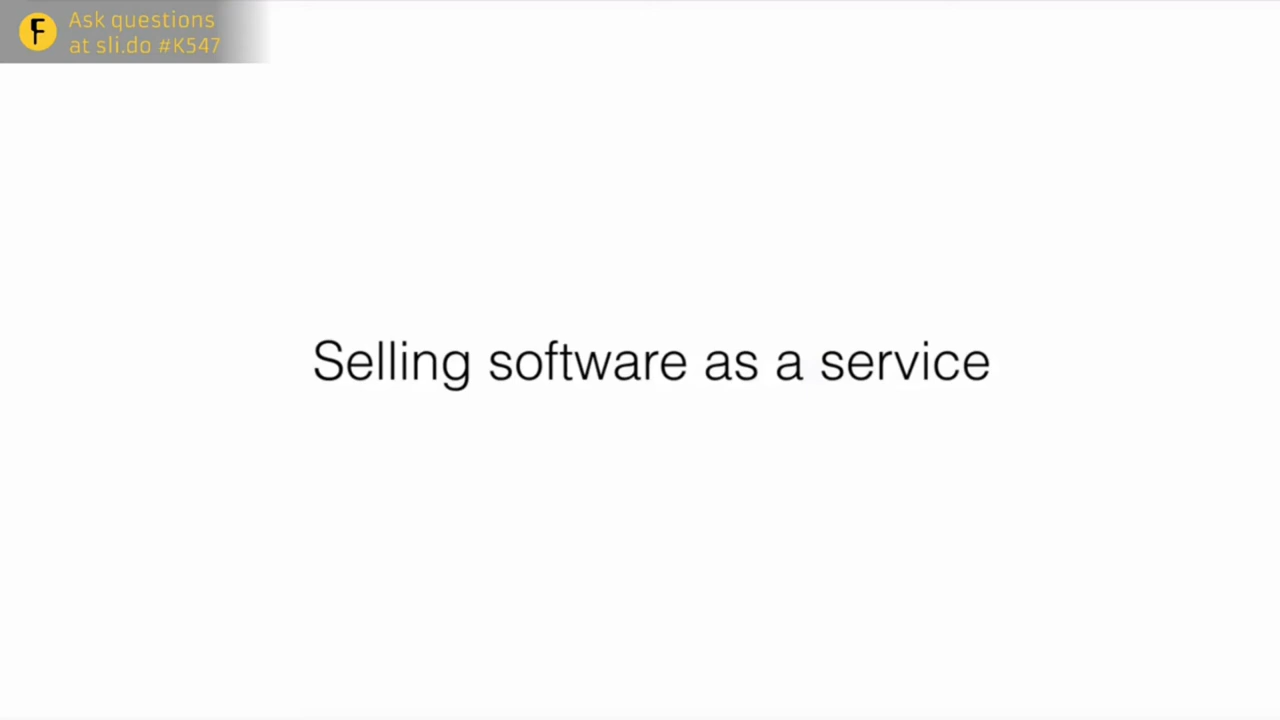 F
Ask questions
at sli.do #K547
Selling software as a service